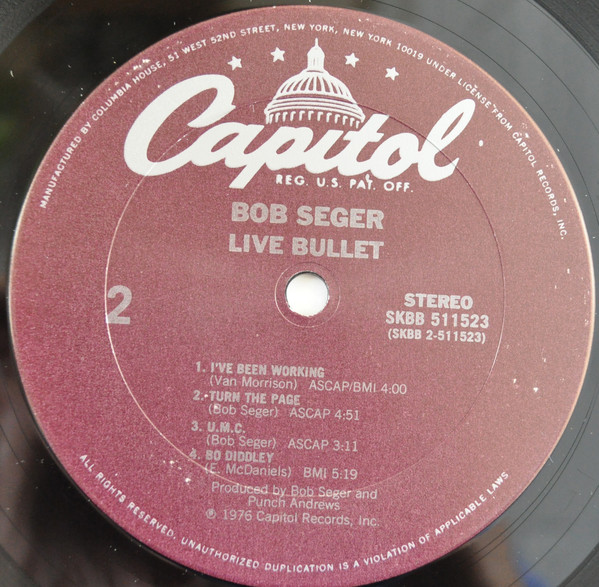 MANUFACTURED BY COLUMBIA HOUSE, 51 WEST 52ND STREET, NEW YORK, NEW YORK 10019 UNDER LICENSE FROM CAPITOL RECORDS, INC.
Capitol
REG. U.S. PAT. OFF.
BOB SEGER
LIVE BULLET
2
STEREO
SKBB 511523
(SKBB 2-511523)
1. I'VE BEEN WORKING
(Van Morrison) ASCAP/BMI 4:00
2. TURN THE PAGE
(Bob Seger) ASCAP 4:51
3. U.M.C.
(Bob Seger) ASCAP 3:11
4. BO DIDDLEY
(E. McDaniels) BMI 5:19
Produced by Bob Seger and
Punch Andrews
℗ 1976 Capitol Records, Inc.
ALL RIGHTS RESERVED. UNAUTHORIZED DUPLICATION IS A VIOLATION OF APPLICABLE LAWS